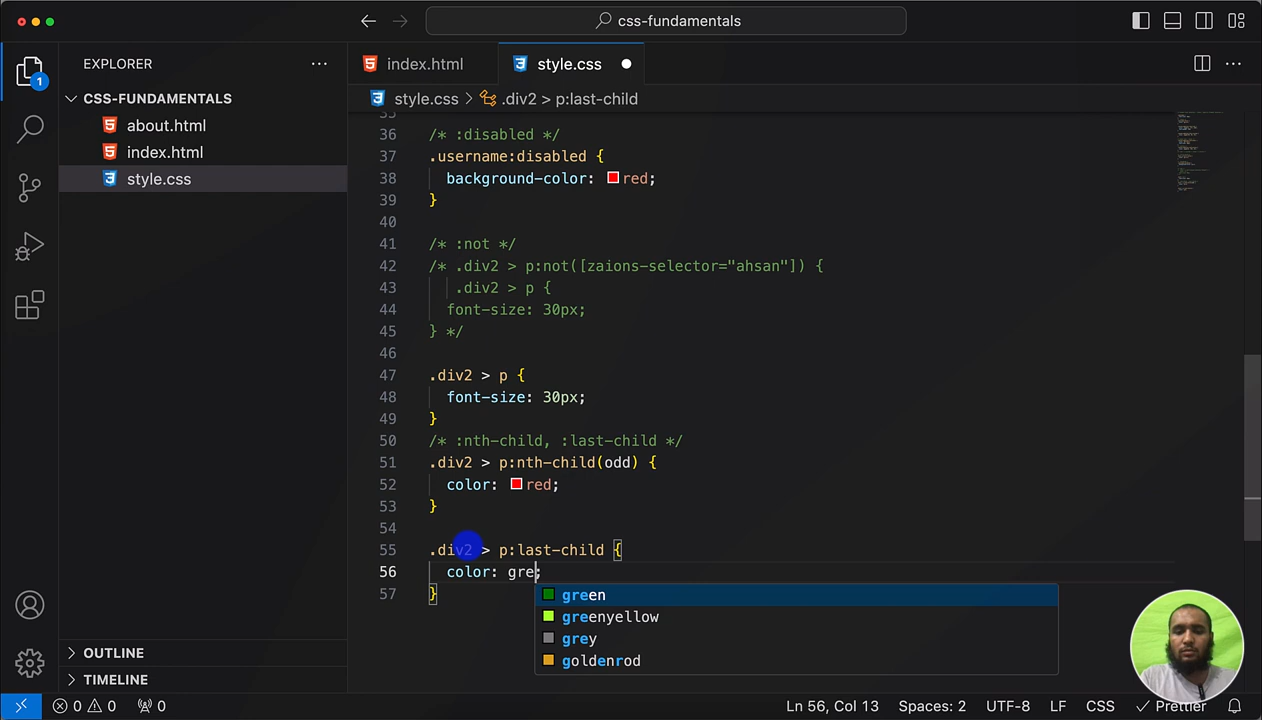 css-fundamentals
EXPLORER
index.html
style.css
1
CSS-FUNDAMENTALS
style.css > .div2 > p:last-child
about.html
index.html
style.css
35
36 /* :disabled */
37 .username:disabled {
38 background-color: red;
39 }
40
41 /* :not */
42 /* .div2 > p:not([zaions-selector="ahsan"]) {
43 .div2 > p {
44 font-size: 30px;
45 } */
46
47 .div2 > p {
48 font-size: 30px;
49 }
50 /* :nth-child, :last-child */
51 .div2 > p:nth-child(odd) {
52 color: red;
53 }
54
55 .div2 > p:last-child {
56 color: gre;
57 }
green
greenyellow
grey
goldenrod
OUTLINE
TIMELINE
0 0 0 Ln 56, Col 13 Spaces: 2 UTF-8 LF CSS Prettier